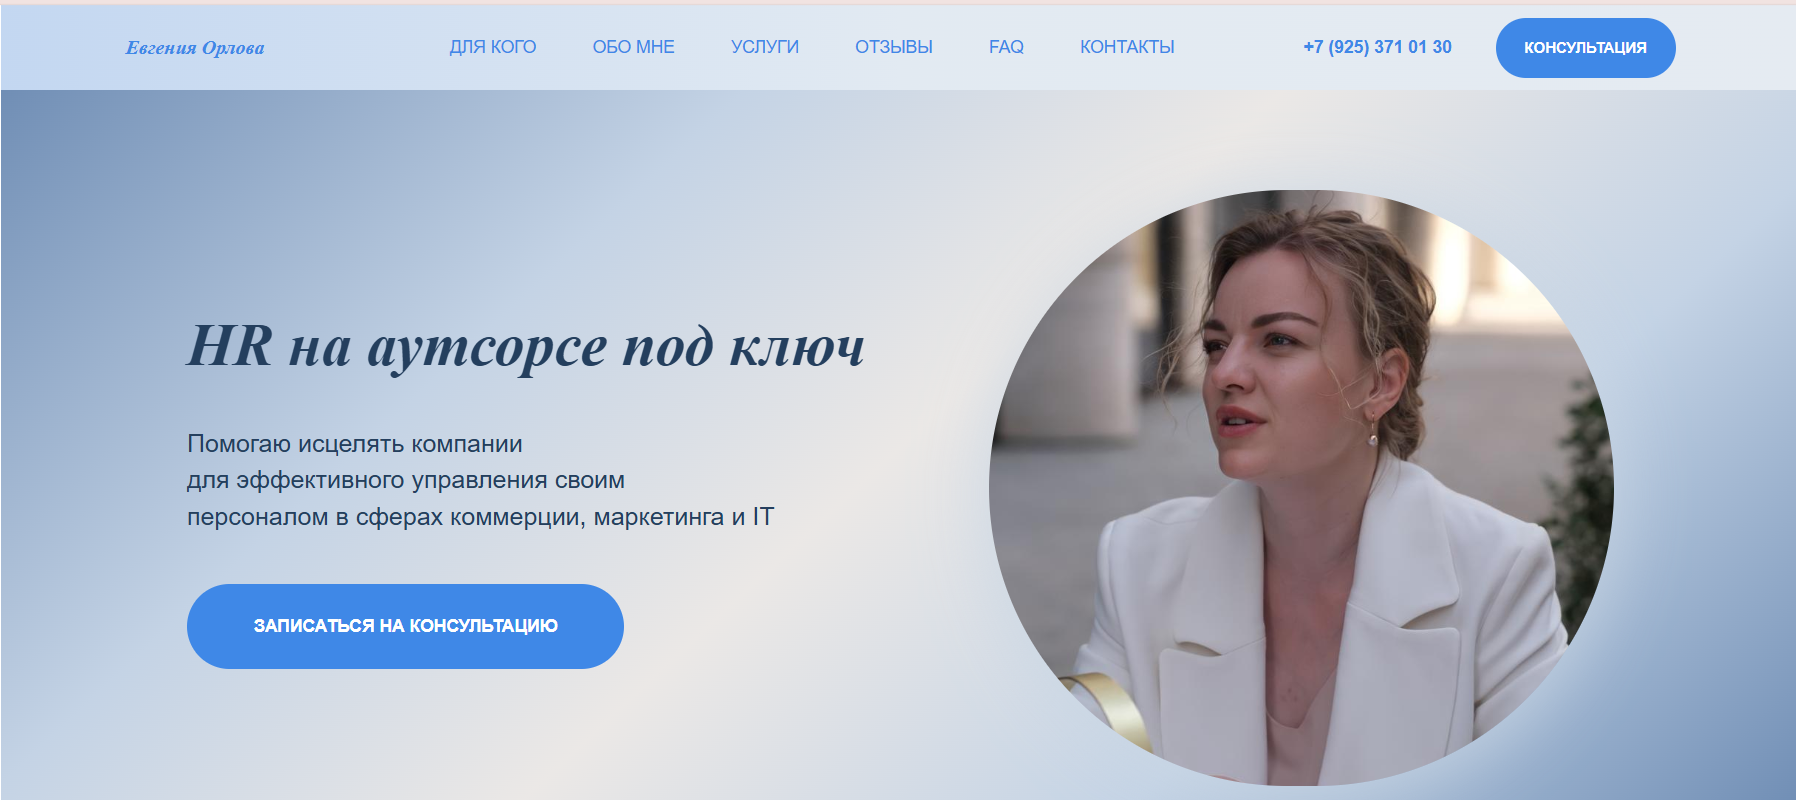 Евгения Орлова
ДЛЯ КОГО
ОБО МНЕ
УСЛУГИ
ОТЗЫВЫ
FAQ
КОНТАКТЫ
+7 (925) 371 01 30
КОНСУЛЬТАЦИЯ
HR на аутсорсе под ключ
Помогаю исцелять компании
для эффективного управления своим
персоналом в сферах коммерции, маркетинга и IT
ЗАПИСАТЬСЯ НА КОНСУЛЬТАЦИЮ